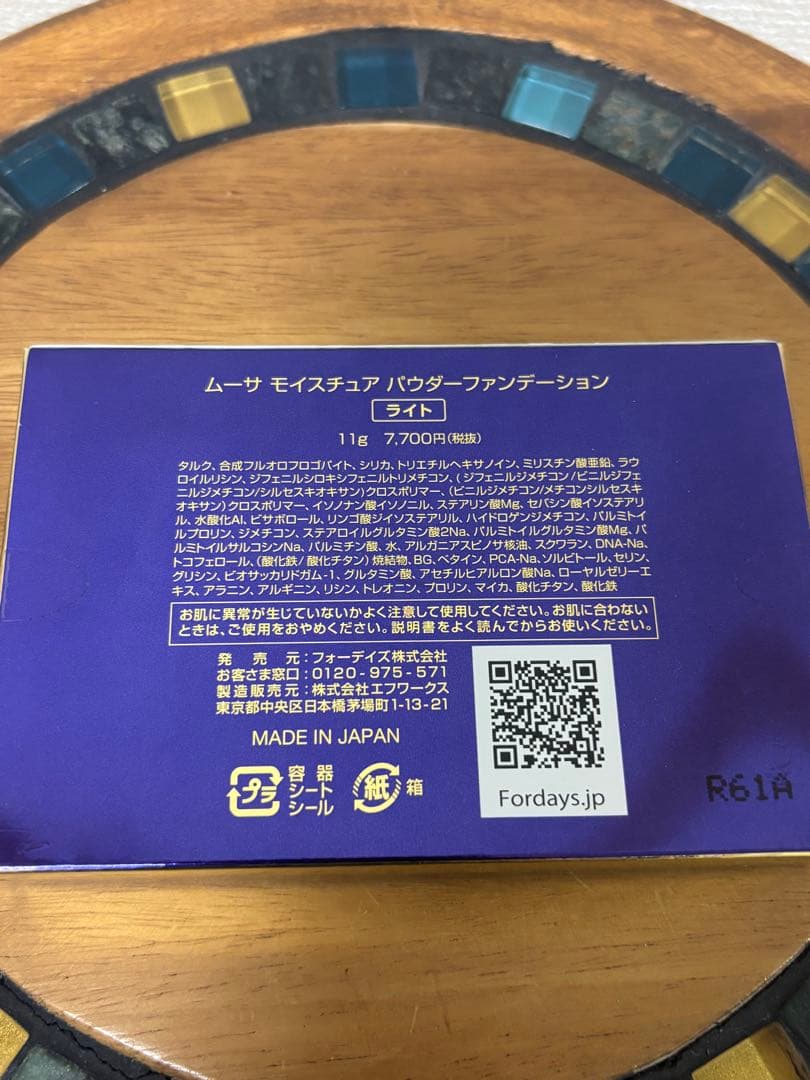 ムーサ モイスチュア パウダーファンデーション
ライト
11g 7,700円(税抜)
タルク、合成フルオロフロゴパイト、シリカ、トリエチルヘキサノイン、ミリスチン酸亜鉛、ラウ
ロイルリシン、ジフェニルシロキシフェニルトリメチコン、(ジフェニルジメチコン/ビニルジフェ
ニルジメチコン/シルセスキオキサン)クロスポリマー、(ビニルジメチコン/メチコンシルセスキ
オキサン)クロスポリマー、イソノナン酸イソノニル、ステアリン酸Mg、セバシン酸イソステアリ
ル、水酸化Al、ビサボロール、リンゴ酸ジイソステアリル、ハイドロゲンジメチコン、パルミトイ
ルプロリン、ジメチコン、ステアロイルグルタミン酸2Na、パルミトイルグルタミン酸Mg、パ
ルミトイルサルコシンNa、パルミチン酸、水、アルガニアスピノサ核油、スクワラン、DNA-Na、
トコフェロール、(酸化鉄/酸化チタン)焼結物、BG、ベタイン、PCA-Na、ソルビトール、セリン、
グリシン、ビオサッカリドガム-1、グルタミン酸、アセチルヒアルロン酸Na、ローヤルゼリーエ
キス、アラニン、アルギニン、リシン、トレオニン、プロリン、マイカ、酸化チタン、酸化鉄
お肌に異常が生じていないかよく注意して使用してください。お肌に合わない
ときは、ご使用をおやめください。説明書をよく読んでからお使いください。
発売元:フォーデイズ株式会社
お客さま窓口:0120-975-571
製造販売元:株式会社エフワークス
東京都中央区日本橋茅場町1-13-21
MADE IN JAPAN
プラ 容器 シート シール
紙 箱
Fordays.jp
R61A